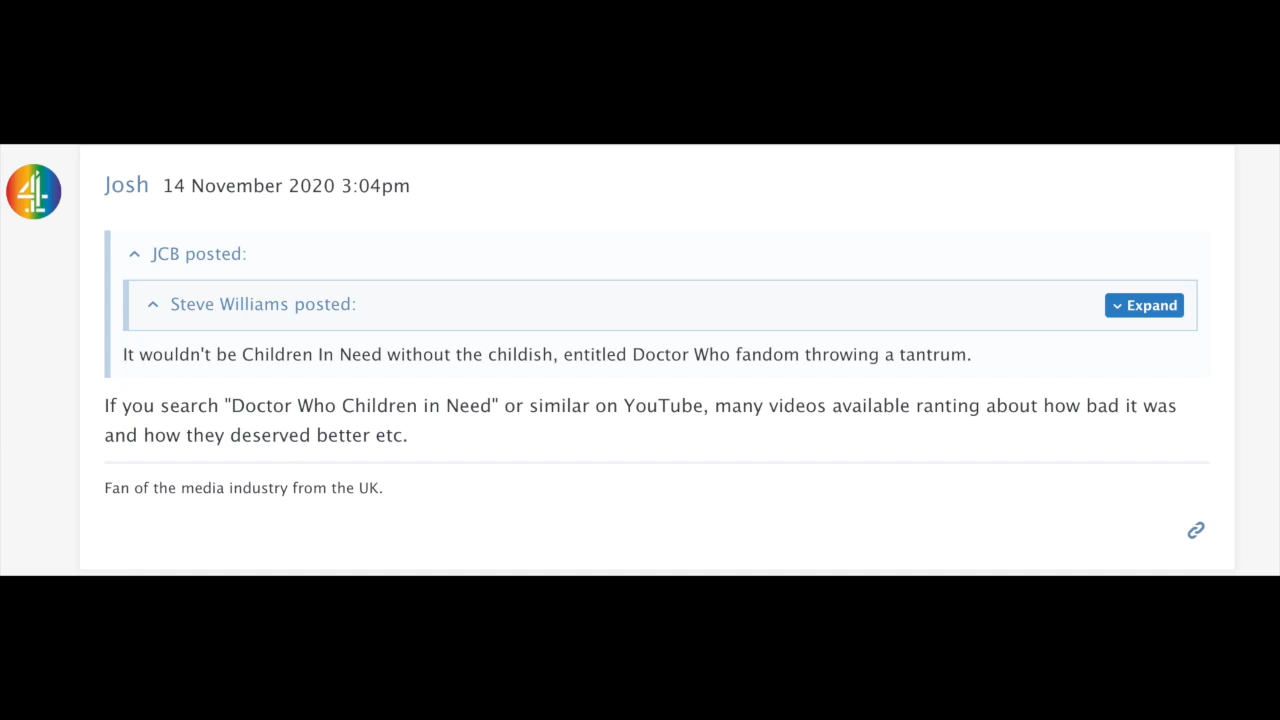 Josh 14 November 2020 3:04pm
JCB posted:
Steve Williams posted:
Expand
It wouldn't be Children In Need without the childish, entitled Doctor Who fandom throwing a tantrum.
If you search "Doctor Who Children in Need" or similar on YouTube, many videos available ranting about how bad it was
and how they deserved better etc.
Fan of the media industry from the UK.